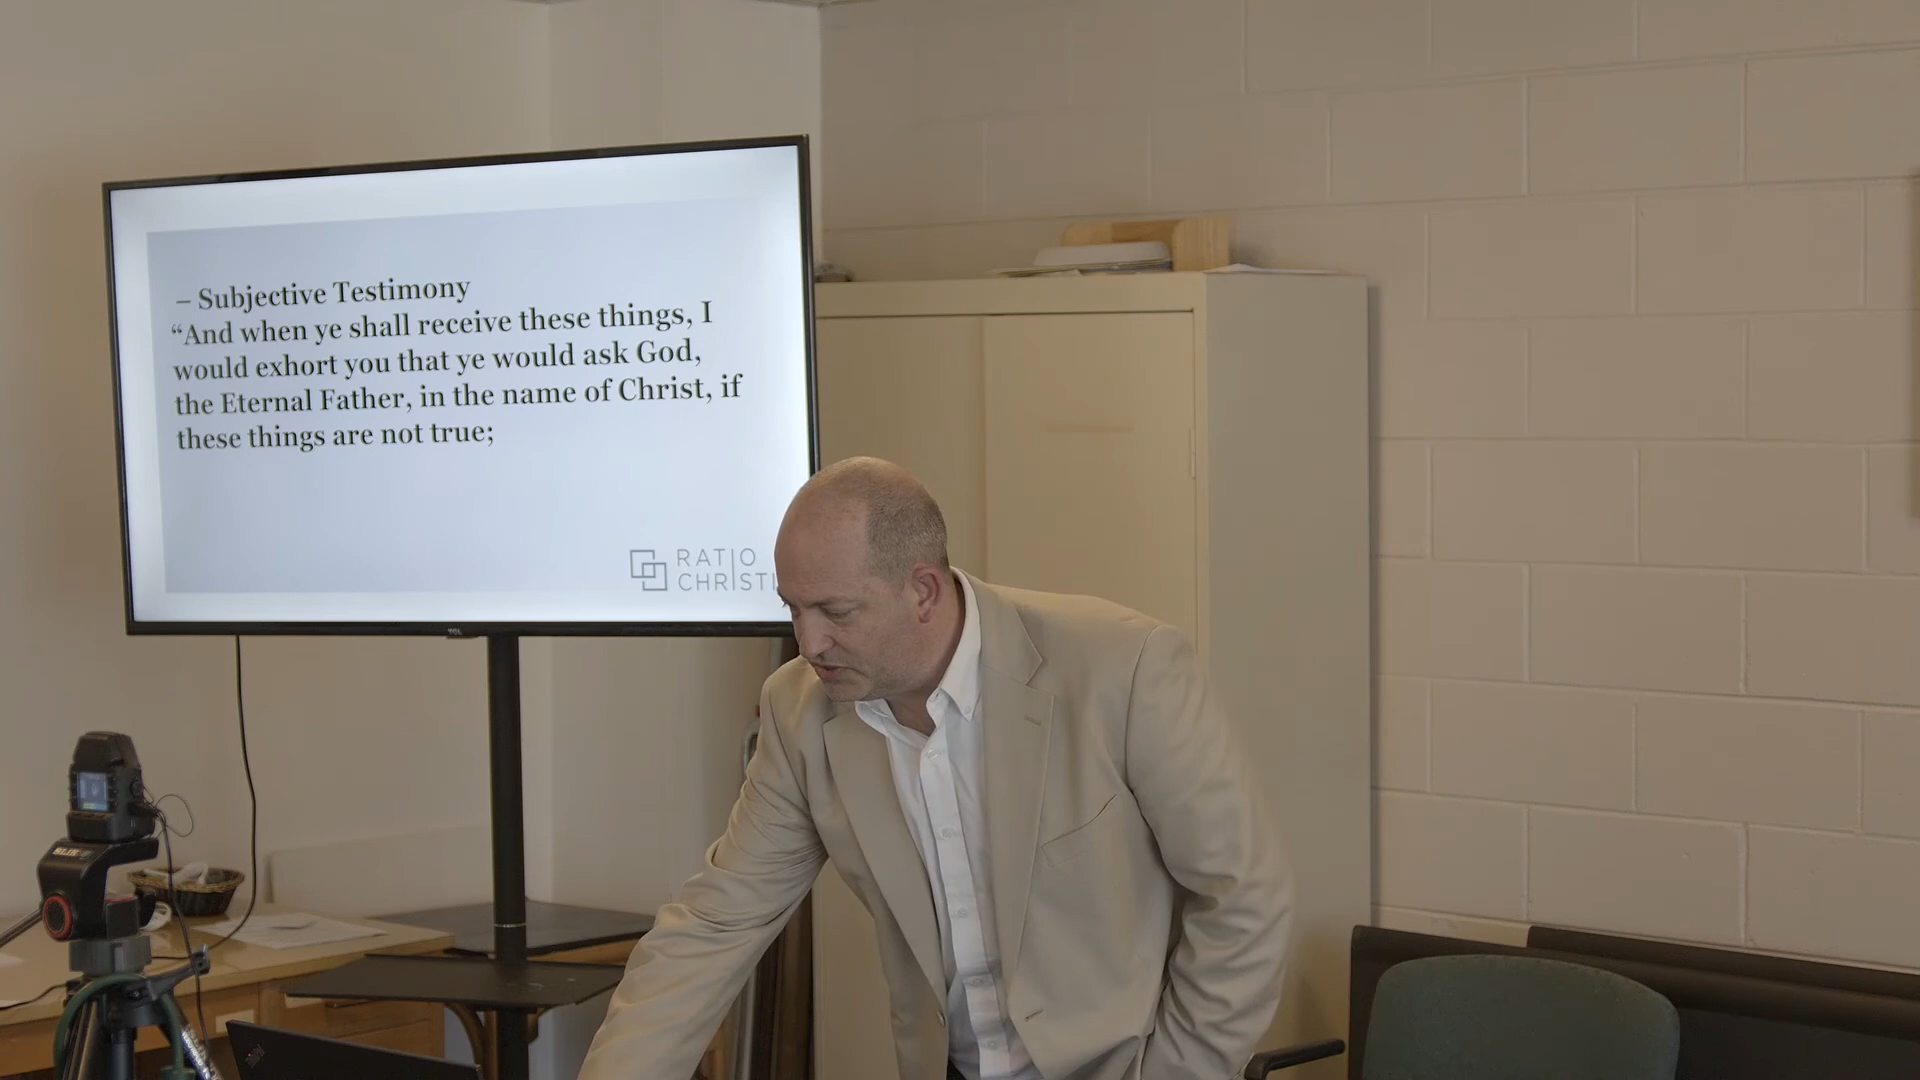 – Subjective Testimony
“And when ye shall receive these things, I
would exhort you that ye would ask God,
the Eternal Father, in the name of Christ, if
these things are not true;
RATIO
CHRISTI
TCL